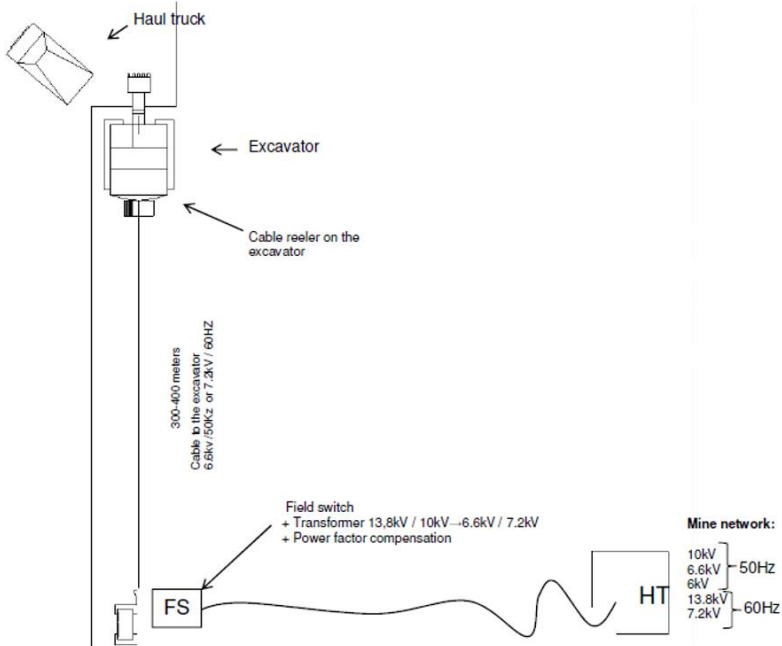 Haul truck
Excavator
Cable reeler on the
excavator
300-400 meters
Cable to the excavator
6.6kv /50Kz or 7.2kV / 60HZ
Field switch
+ Transformer 13,8kV / 10kV→6.6kV / 7.2kV
+ Power factor compensation
FS
HT
Mine network:
10kV
6.6kV
6kV
50Hz
13.8kV
7.2kV
60Hz